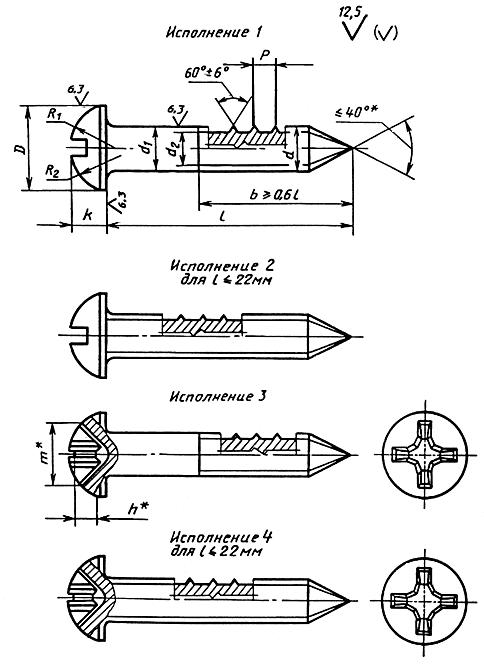 12,5
(√)
Исполнение 1
P
60°±6°
6,3
6,3
≤40°*
R₁
D
d₁
d₂
d
R₂
b ≥ 0,6 l
6,3
k
l
Исполнение 2
для l ≤ 22мм
Исполнение 3
m*
h*
Исполнение 4
для l ≤ 22мм